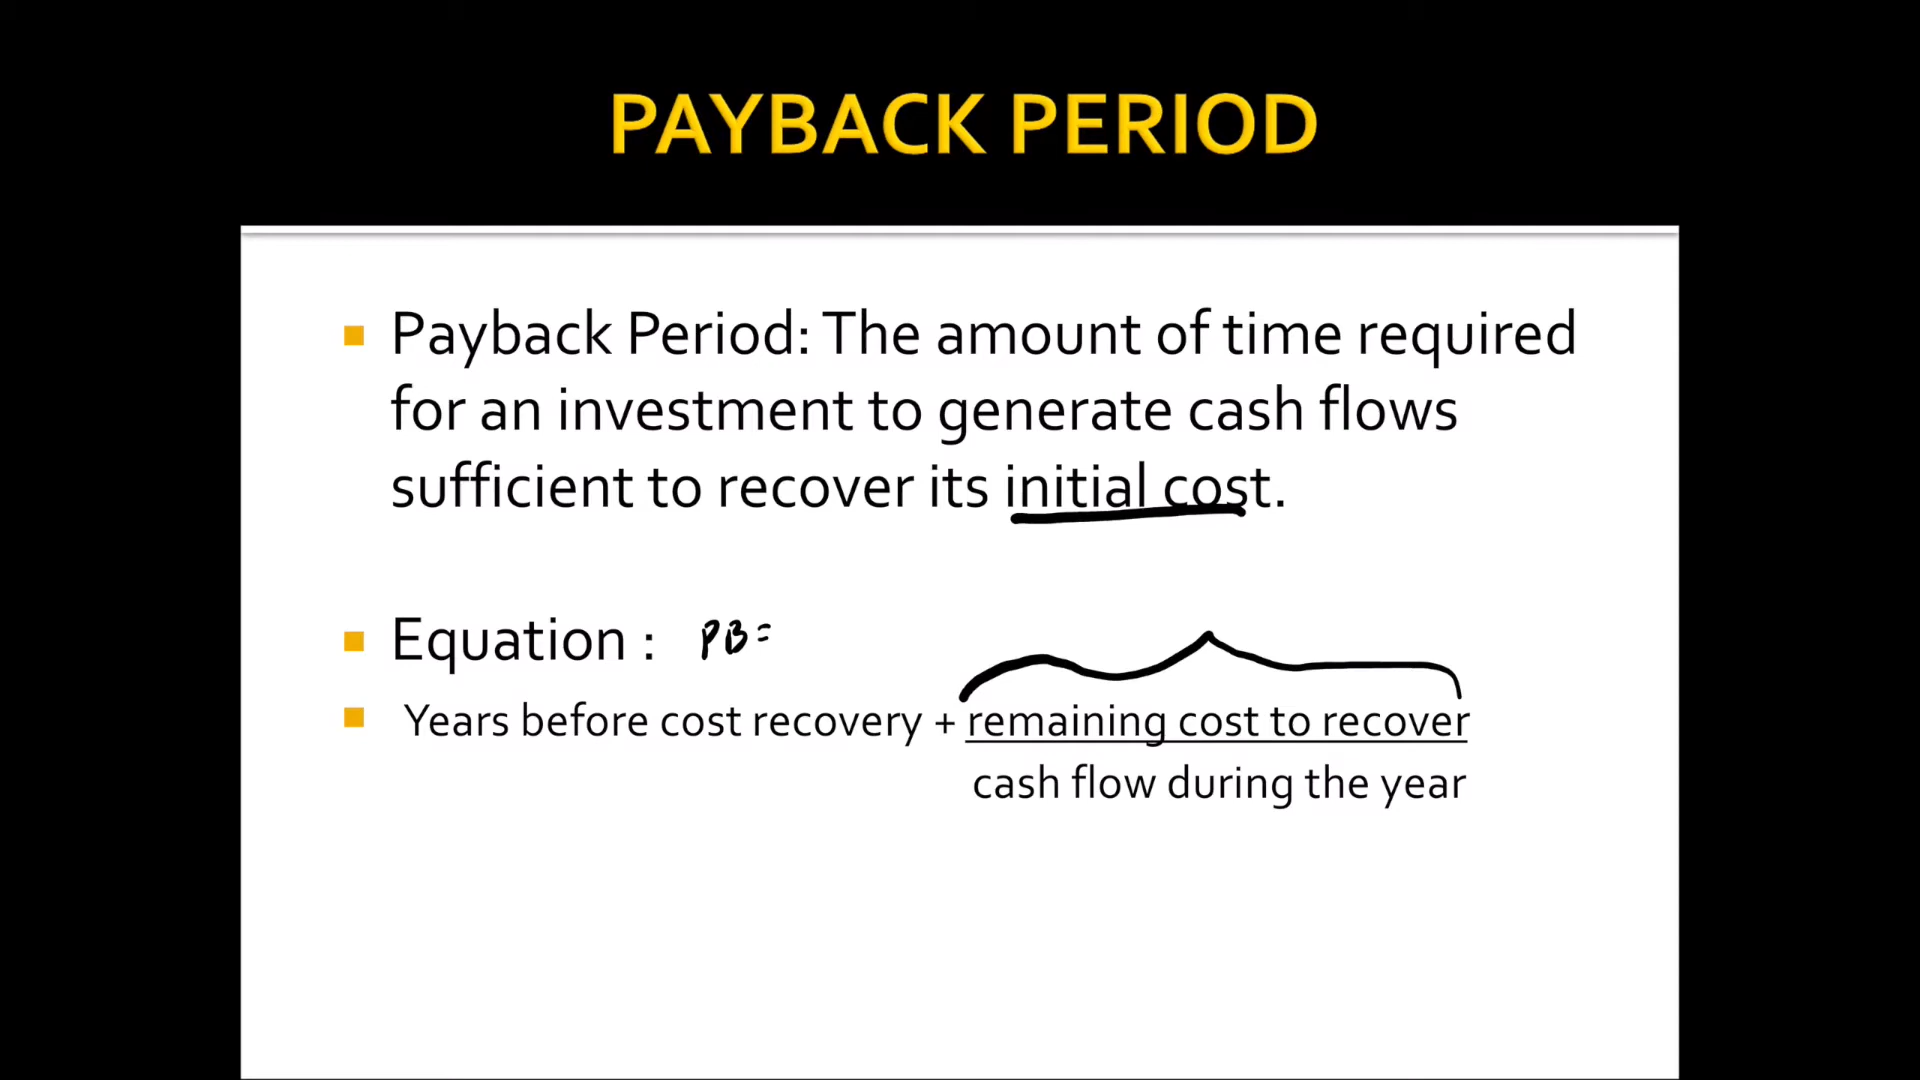 PAYBACK PERIOD
Payback Period: The amount of time required
for an investment to generate cash flows
sufficient to recover its initial cost.
Equation : PB=
Years before cost recovery + remaining cost to recover
cash flow during the year